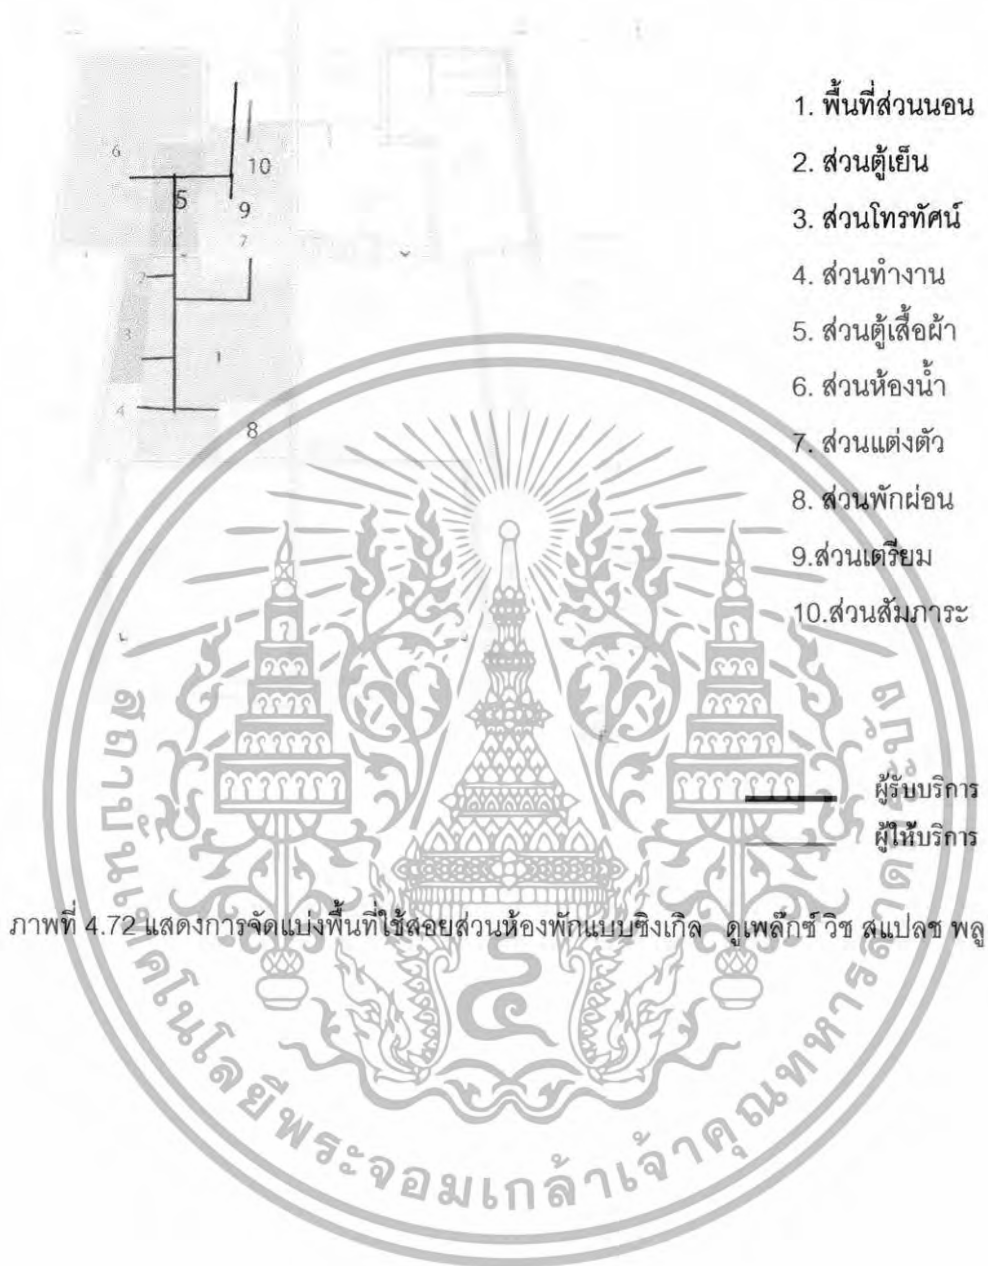 1. พื้นที่ส่วนนอน
2. ส่วนตู้เย็น
3. ส่วนโทรทัศน์
4. ส่วนทำงาน
5. ส่วนตู้เสื้อผ้า
6. ส่วนห้องน้ำ
7. ส่วนแต่งตัว
8. ส่วนพักผ่อน
9.ส่วนเตรียม
10.ส่วนสัมภาระ
6
10
5
9
7
2
3
1
4
8
ผู้รับบริการ
ผู้ให้บริการ
ภาพที่ 4.72 แสดงการจัดแบ่งพื้นที่ใช้สอยส่วนห้องพักแบบซิงเกิล ดูเพล๊กซ์ วิช สแปลช พลู
สถาบันเทคโนโลยีพระจอมเกล้าเจ้าคุณทหารลาดกระบัง